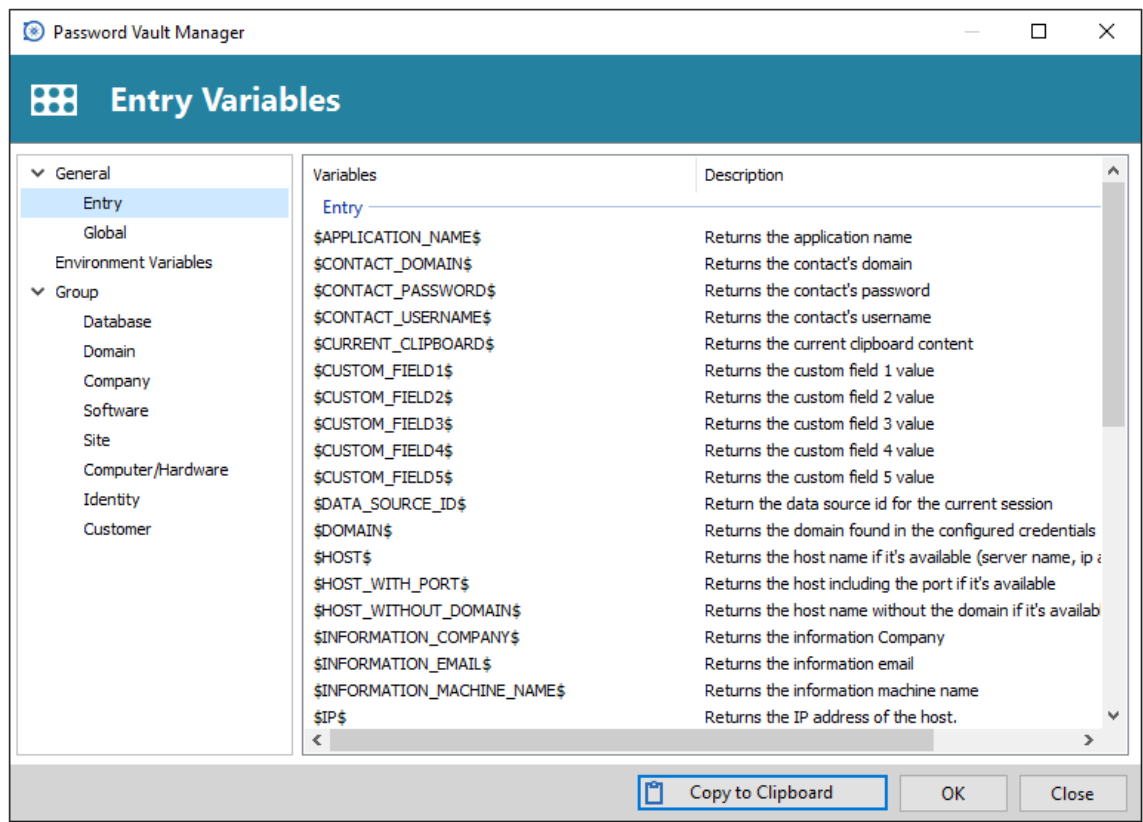 Password Vault Manager
Entry Variables
General
Entry
Global
Environment Variables
Group
Database
Domain
Company
Software
Site
Computer/Hardware
Identity
Customer
Variables Description
Entry
$APPLICATION_NAME$ Returns the application name
$CONTACT_DOMAIN$ Returns the contact's domain
$CONTACT_PASSWORD$ Returns the contact's password
$CONTACT_USERNAME$ Returns the contact's username
$CURRENT_CLIPBOARD$ Returns the current clipboard content
$CUSTOM_FIELD1$ Returns the custom field 1 value
$CUSTOM_FIELD2$ Returns the custom field 2 value
$CUSTOM_FIELD3$ Returns the custom field 3 value
$CUSTOM_FIELD4$ Returns the custom field 4 value
$CUSTOM_FIELD5$ Returns the custom field 5 value
$DATA_SOURCE_ID$ Return the data source id for the current session
$DOMAIN$ Returns the domain found in the configured credentials
$HOST$ Returns the host name if it's available (server name, ip
$HOST_WITH_PORT$ Returns the host including the port if it's available
$HOST_WITHOUT_DOMAIN$ Returns the host name without the domain if it's
$INFORMATION_COMPANY$ Returns the information Company
$INFORMATION_EMAIL$ Returns the information email
$INFORMATION_MACHINE_NAME$ Returns the information machine name
$IP$ Returns the IP address of the host.
Copy to Clipboard OK Close